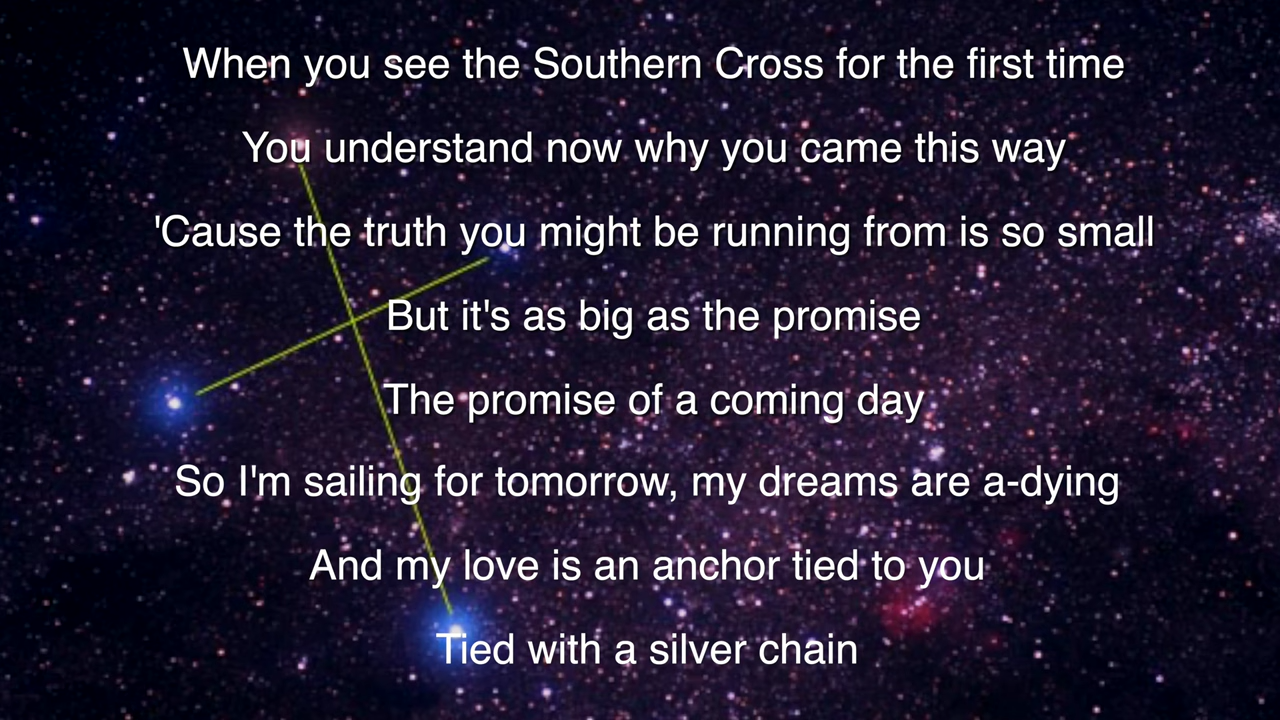 When you see the Southern Cross for the first time
You understand now why you came this way
'Cause the truth you might be running from is so small
But it's as big as the promise
The promise of a coming day
So I'm sailing for tomorrow, my dreams are a-dying
And my love is an anchor tied to you
Tied with a silver chain